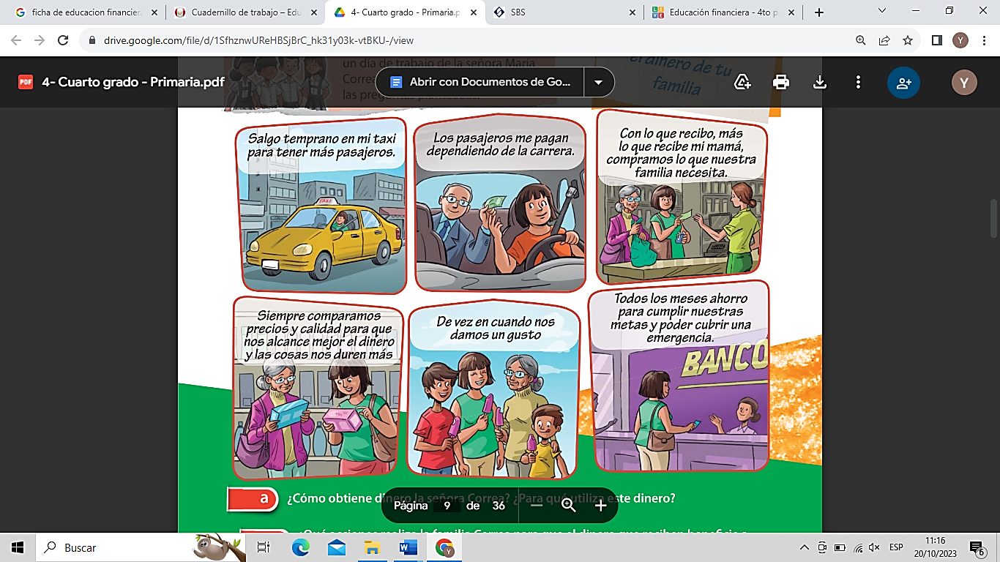 ficha de educacion financier
Cuadernillo de trabajo – Edu
4- Cuarto grado - Primaria.p
SBS
Educación financiera - 4to p
drive.google.com/file/d/1SfhznwUReHBSjBrC_hk31y03k-vtBKU-/view
Y
un día de trabajo de la señora María
Correa
las preguntas planteadas.
el dinero de tu
familia
PDF
4- Cuarto grado - Primaria.pdf
Abrir con Documentos de Go...
Y
Salgo temprano en mi taxi
para tener más pasajeros.
TAXI
Los pasajeros me pagan
dependiendo de la carrera.
Con lo que recibo, más
lo que recibe mi mamá,
compramos lo que nuestra
familia necesita.
Siempre comparamos
precios y calidad para que
nos alcance mejor el dinero
y las cosas nos duren más
De vez en cuando nos
damos un gusto
Todos los meses ahorro
para cumplir nuestras
metas y poder cubrir una
emergencia.
BANCO
a
¿Cómo obtiene dinero la señora Correa? ¿Para qué utiliza este dinero?
Página 9 de 36
¿Qué acciones realiza la familia Correa para que el dinero que reciben beneficie a
Buscar
ESP
11:16
20/10/2023
6